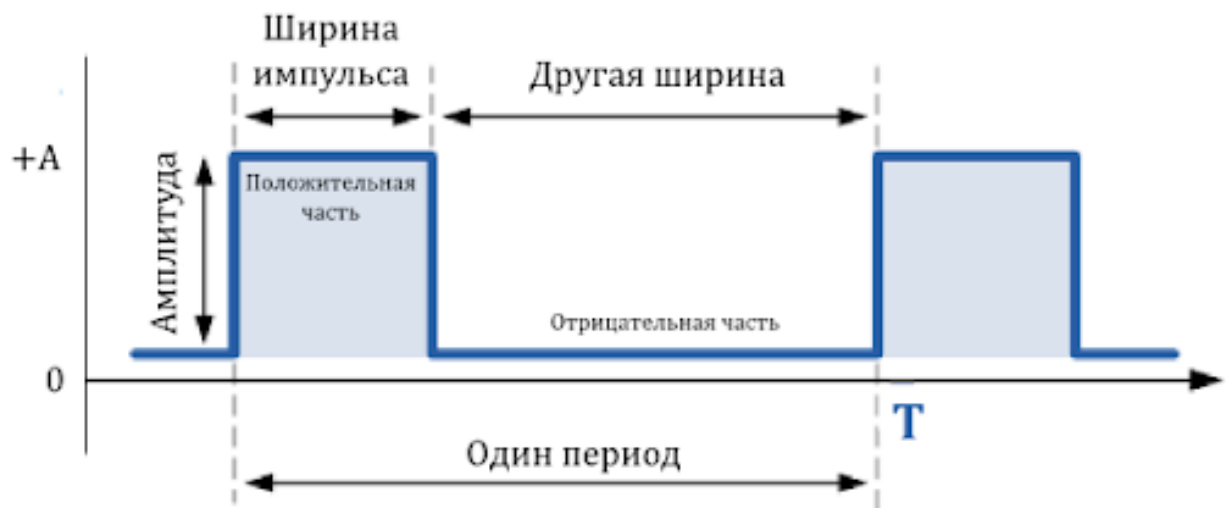 Ширина
импульса
Другая ширина
+A
Амплитуда
Положительная
часть
Отрицательная часть
0
T
Один период